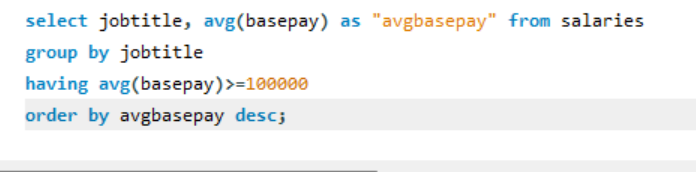 select jobtitle, avg(basepay) as "avgbasepay" from salaries
group by jobtitle
having avg(basepay)>=100000
order by avgbasepay desc;